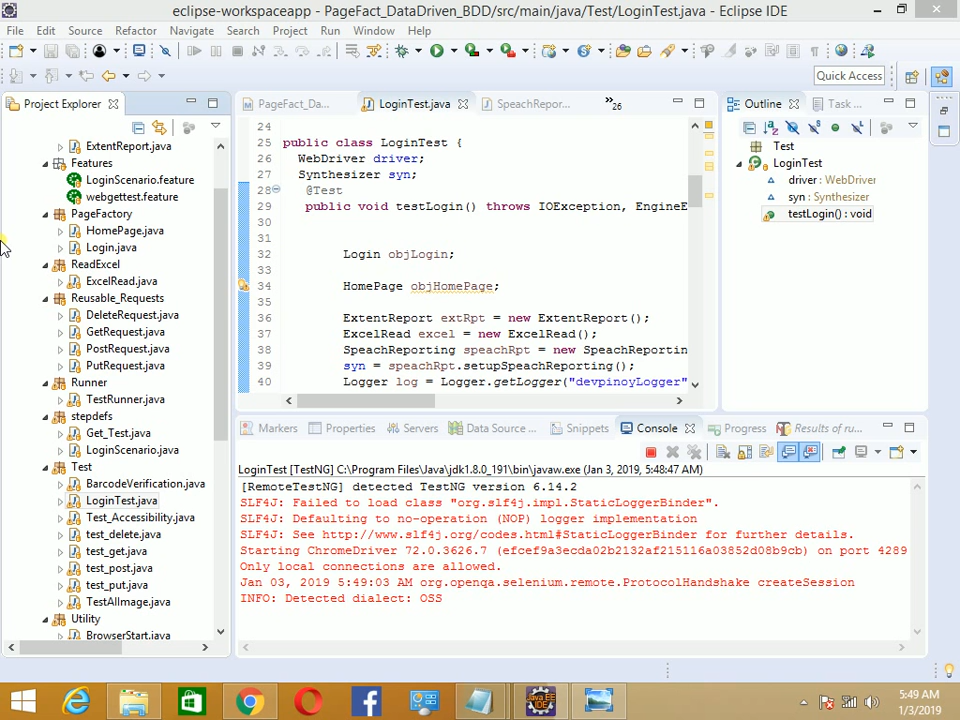 eclipse-workspaceapp - PageFact_DataDriven_BDD/src/main/java/Test/LoginTest.java - Eclipse IDE
File Edit Source Refactor Navigate Search Project Run Window Help
Quick Access
Project Explorer
ExtentReport.java
Features
LoginScenario.feature
webgettest.feature
PageFactory
HomePage.java
Login.java
ReadExcel
ExcelRead.java
Reusable_Requests
DeleteRequest.java
GetRequest.java
PostRequest.java
PutRequest.java
Runner
TestRunner.java
stepdefs
Get_Test.java
LoginScenario.java
Test
BarcodeVerification.java
LoginTest.java
Test_Accessibility.java
test_delete.java
test_get.java
test_post.java
test_put.java
TestAllImage.java
Utility
BrowserStart.java
PageFact_Da...
LoginTest.java
SpeachRepor...
»26
24
25 public class LoginTest {
26 WebDriver driver;
27 Synthesizer syn;
28 @Test
29 public void testLogin() throws IOException, EngineE
30
31
32 Login objLogin;
33
34 HomePage objHomePage;
35
36 ExtentReport extRpt = new ExtentReport();
37 ExcelRead excel = new ExcelRead();
38 SpeachReporting speachRpt = new SpeachReportin
39 syn = speachRpt.setupSpeachReporting();
40 Logger log = Logger.getLogger("devpinoyLogger"
Outline
Task ...
Test
LoginTest
driver : WebDriver
syn : Synthesizer
testLogin() : void
Markers Properties Servers Data Source ... Snippets Console Progress Results of ru...
LoginTest [TestNG] C:\Program Files\Java\jdk1.8.0_191\bin\javaw.exe (Jan 3, 2019, 5:48:47 AM)
[RemoteTestNG] detected TestNG version 6.14.2
SLF4J: Failed to load class "org.slf4j.impl.StaticLoggerBinder".
SLF4J: Defaulting to no-operation (NOP) logger implementation
SLF4J: See http://www.slf4j.org/codes.html#StaticLoggerBinder for further details.
Starting ChromeDriver 72.0.3626.7 (efcef9a3ecda02b2132af215116a03852d08b9cb) on port 4289
Only local connections are allowed.
Jan 03, 2019 5:49:03 AM org.openqa.selenium.remote.ProtocolHandshake createSession
INFO: Detected dialect: OSS
5:49 AM
1/3/2019